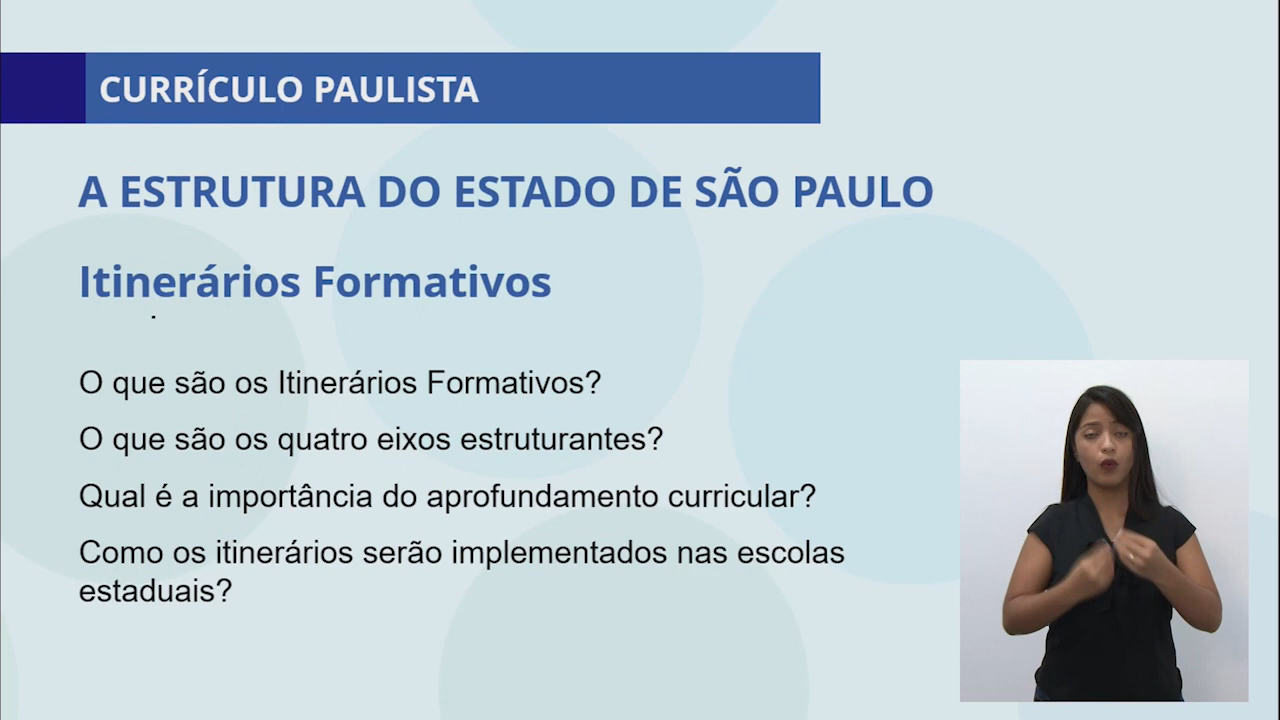 CURRÍCULO PAULISTA
A ESTRUTURA DO ESTADO DE SÃO PAULO
Itinerários Formativos
O que são os Itinerários Formativos?
O que são os quatro eixos estruturantes?
Qual é a importância do aprofundamento curricular?
Como os itinerários serão implementados nas escolas
estaduais?